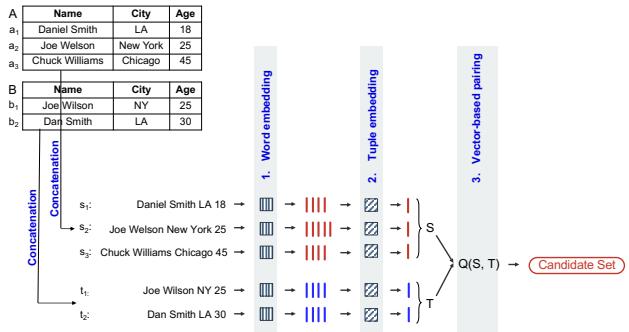 A Name City Age
a1 Daniel Smith LA 18
a2 Joe Welson New York 25
a3 Chuck Williams Chicago 45
B Name City Age
b1 Joe Wilson NY 25
b2 Dan Smith LA 30
Concatenation
Concatenation
1. Word embedding
2. Tuple embedding
3. Vector-based pairing
s1: Daniel Smith LA 18
s2: Joe Welson New York 25
s3: Chuck Williams Chicago 45
S
t1: Joe Wilson NY 25
t2: Dan Smith LA 30
T
Q(S, T)
Candidate Set